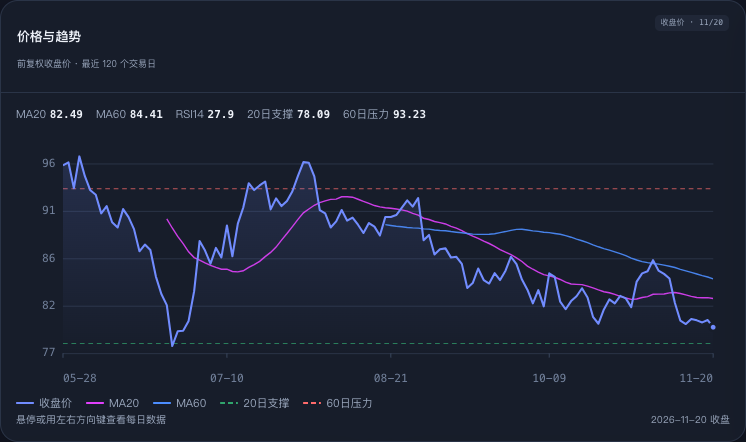 收盘价 · 11/20
价格与趋势
前复权收盘价 · 最近 120 个交易日
MA20 82.49 MA60 84.41 RSI14 27.9 20日支撑 78.09 60日压力 93.23
96
91
86
82
77
05-28 07-10 08-21 10-09 11-20
收盘价 MA20 MA60 20日支撑 60日压力
悬停或用左右方向键查看每日数据 2026-11-20 收盘